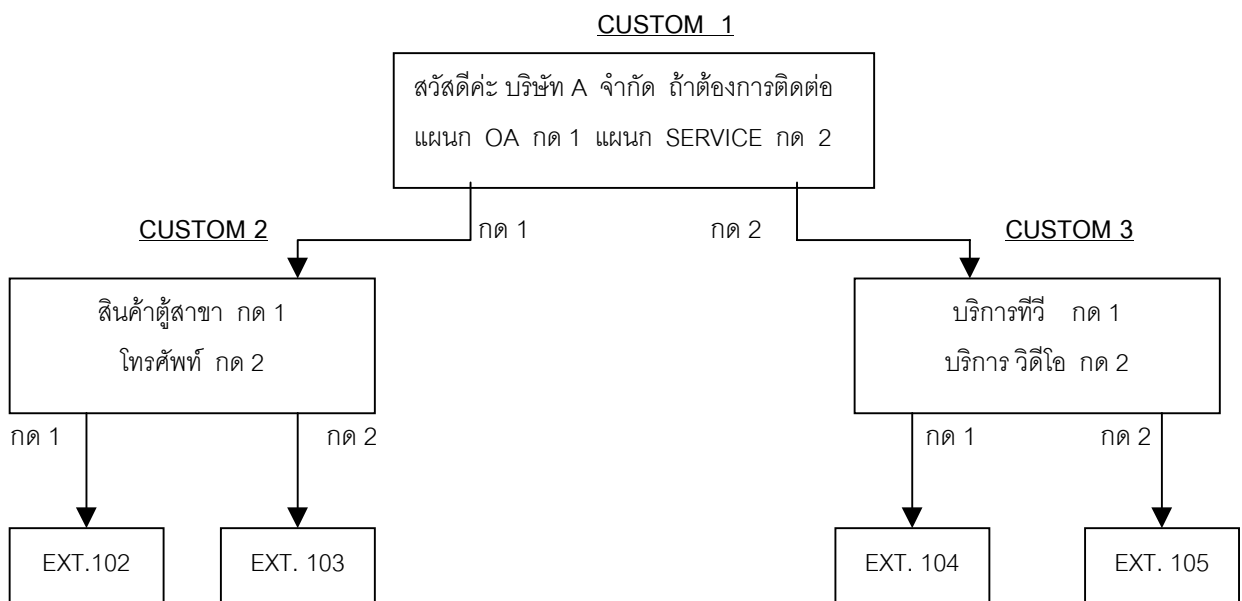 CUSTOM 1
สวัสดีค่ะ บริษัท A จำกัด ถ้าต้องการติดต่อ
แผนก OA กด 1 แผนก SERVICE กด 2
CUSTOM 2
กด 1
กด 2
CUSTOM 3
สินค้าตู้สาขา กด 1
โทรศัพท์ กด 2
บริการทีวี กด 1
บริการ วิดีโอ กด 2
กด 1
กด 2
กด 1
กด 2
EXT.102
EXT. 103
EXT. 104
EXT. 105